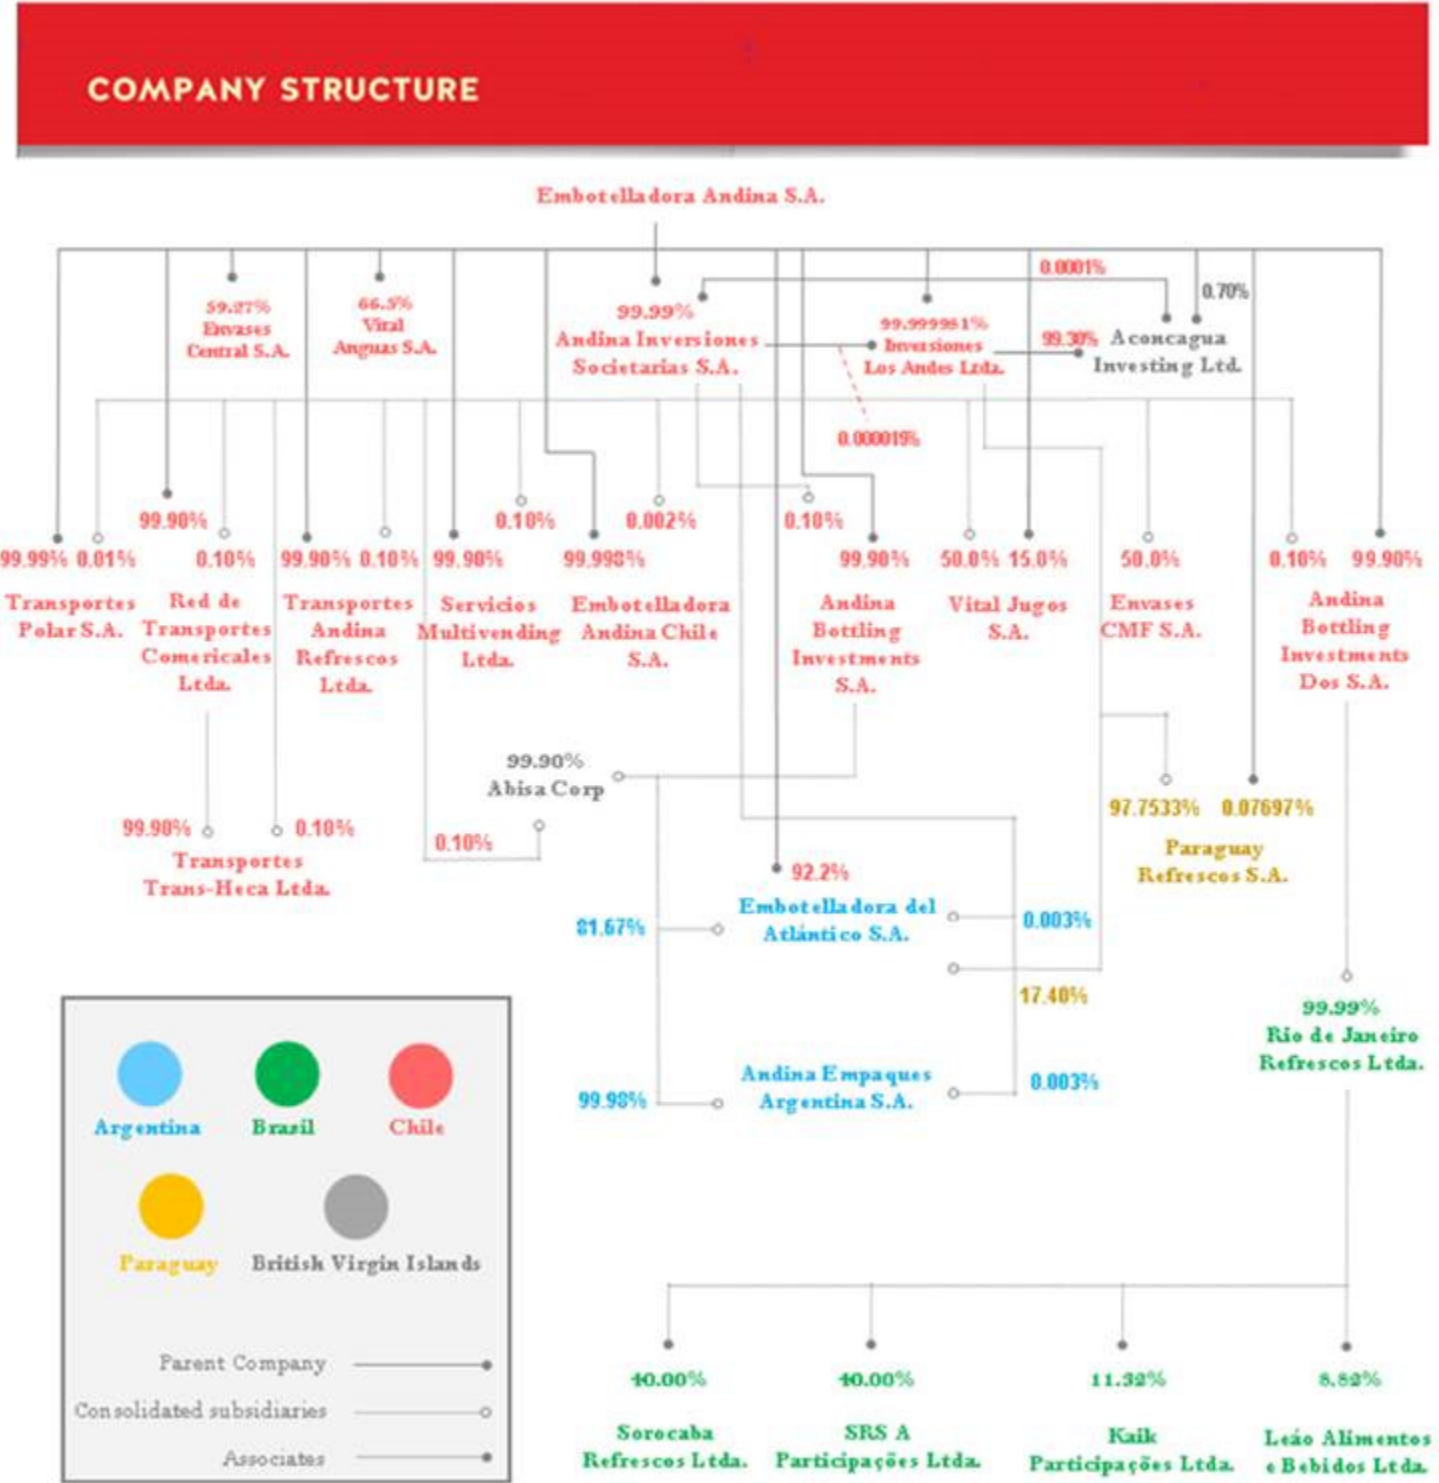 COMPANY STRUCTURE
Embotelladora Andina S.A.
0.0001%
0.70%
59.27%
Envases
Central S.A.
66.5%
Vital
Anguas S.A.
99.99%
Andina Inversiones
Societarias S.A.
99.999981%
Inversiones
Los Andes Ltda.
99.30%
Aconcagua
Investing Ltd.
0.000019%
99.99% 0.01%
Transportes
Polar S.A.
99.90%
0.10%
Red de
Transportes
Comericales
Ltda.
99.90% 0.10%
Transportes
Andina
Refrescos
Ltda.
0.10%
99.90%
Servicios
Multivending
Ltda.
0.002%
99.998%
Embotelladora
Andina Chile
S.A.
0.10%
99.90%
Andina
Bottling
Investments
S.A.
50.0% 15.0%
Vital Jugos
S.A.
50.0%
Envases
CMF S.A.
0.10% 99.90%
Andina
Bottling
Investments
Dos S.A.
99.90%
Abisa Corp
0.10%
99.90% 0.10%
Transportes
Trans-Heca Ltda.
97.7533% 0.07697%
Paraguay
Refrescos S.A.
92.2%
Embotelladora del
Atlántico S.A.
81.67%
0.003%
17.40%
Andina Empaques
Argentina S.A.
99.98%
0.003%
99.99%
Rio de Janeiro
Refrescos Ltda.
Argentina
Brasil
Chile
Paraguay
British Virgin Islands
Parent Company
Consolidated subsidiaries
Associates
40.00%
Sorocaba
Refrescos Ltda.
40.00%
SRS A
Participações Ltda.
11.32%
Kaik
Participações Ltda.
8.82%
Leáo Alimentos
e Bebidos Ltda.